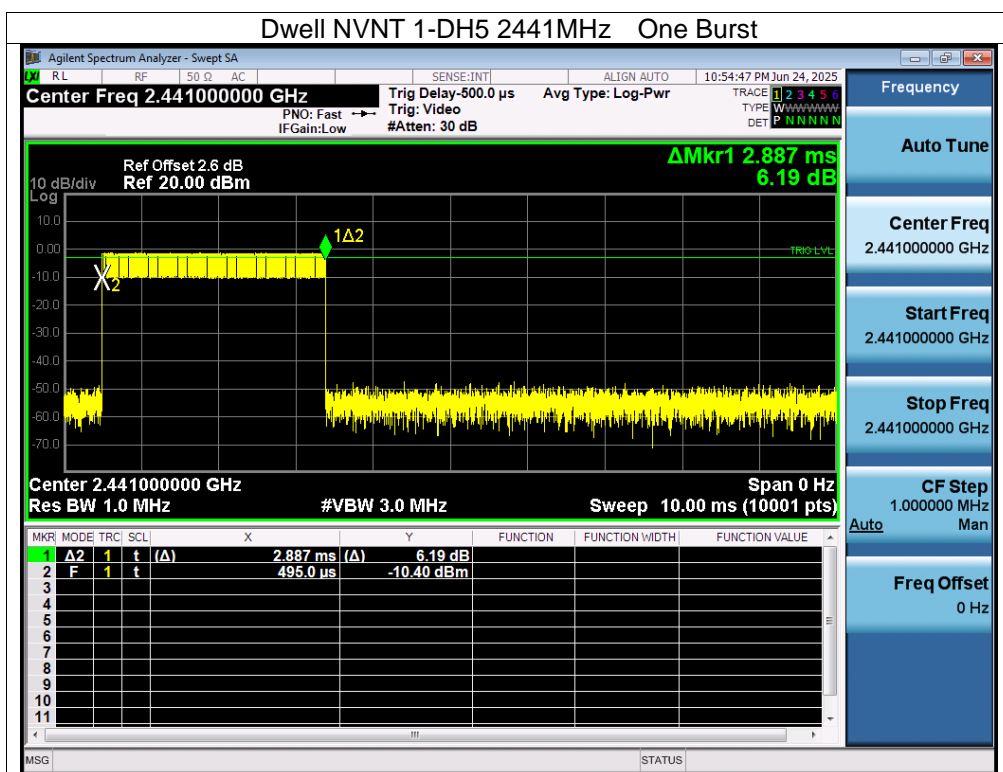 Dwell NVNT 1-DH5 2441MHz One Burst
Agilent Spectrum Analyzer - Swept SA
LXI RL RF 50 Ω AC SENSE:INT ALIGN AUTO 10:54:47 PM Jun 24, 2025
Center Freq 2.441000000 GHz Trig Delay-500.0 µs Avg Type: Log-Pwr TRACE 1 2 3 4 5 6
PNO: Fast Trig: Video TYPE WWWWWW
IFGain:Low #Atten: 30 dB DET P N N N N N
ΔMkr1 2.887 ms
6.19 dB
Ref Offset 2.6 dB
10 dB/div Ref 20.00 dBm
Log
10.0
0.00
-10.0
-20.0
-30.0
-40.0
-50.0
-60.0
-70.0
1Δ2
TRIG LVL
X2
Center 2.441000000 GHz Span 0 Hz
Res BW 1.0 MHz #VBW 3.0 MHz Sweep 10.00 ms (10001 pts)
MKR MODE TRC SCL X Y FUNCTION FUNCTION WIDTH FUNCTION VALUE
1 Δ2 1 t (Δ) 2.887 ms (Δ) 6.19 dB
2 F 1 t 495.0 µs -10.40 dBm
3
4
5
6
7
8
9
10
11
MSG STATUS
Frequency
Auto Tune
Center Freq
2.441000000 GHz
Start Freq
2.441000000 GHz
Stop Freq
2.441000000 GHz
CF Step
1.000000 MHz
Auto Man
Freq Offset
0 Hz